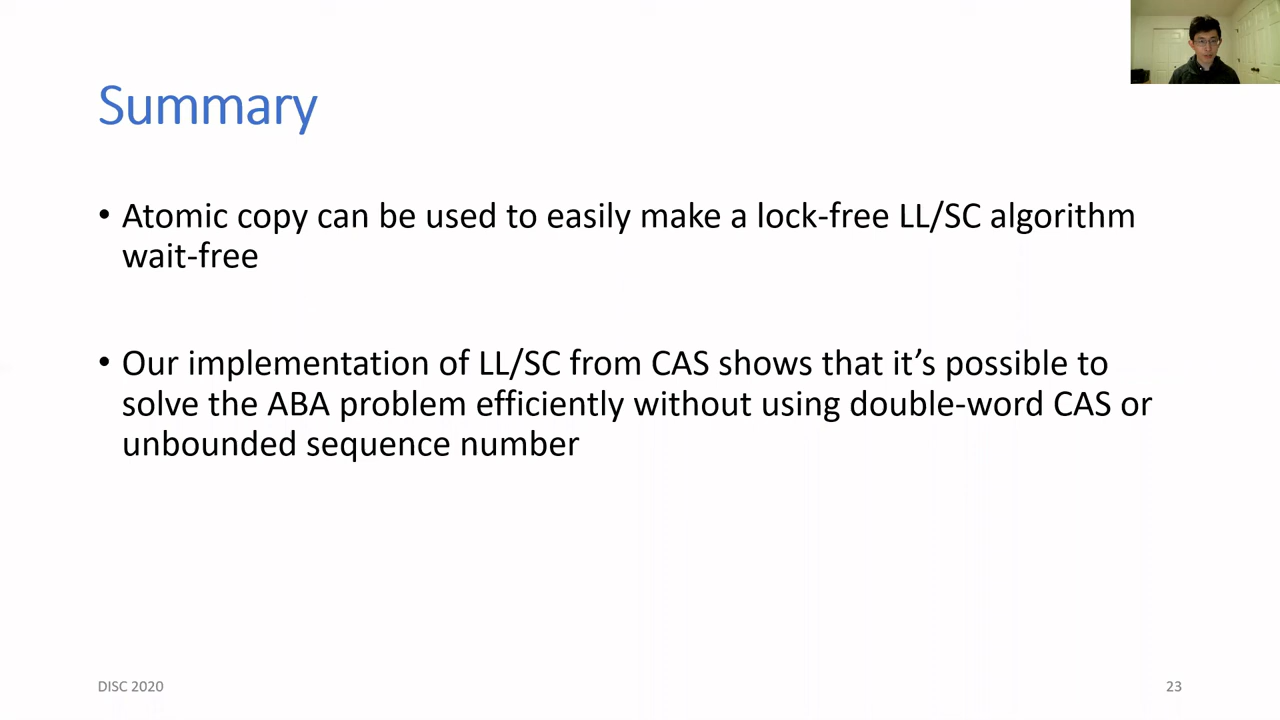 Summary
• Atomic copy can be used to easily make a lock-free LL/SC algorithm
wait-free
• Our implementation of LL/SC from CAS shows that it’s possible to
solve the ABA problem efficiently without using double-word CAS or
unbounded sequence number
DISC 2020
23